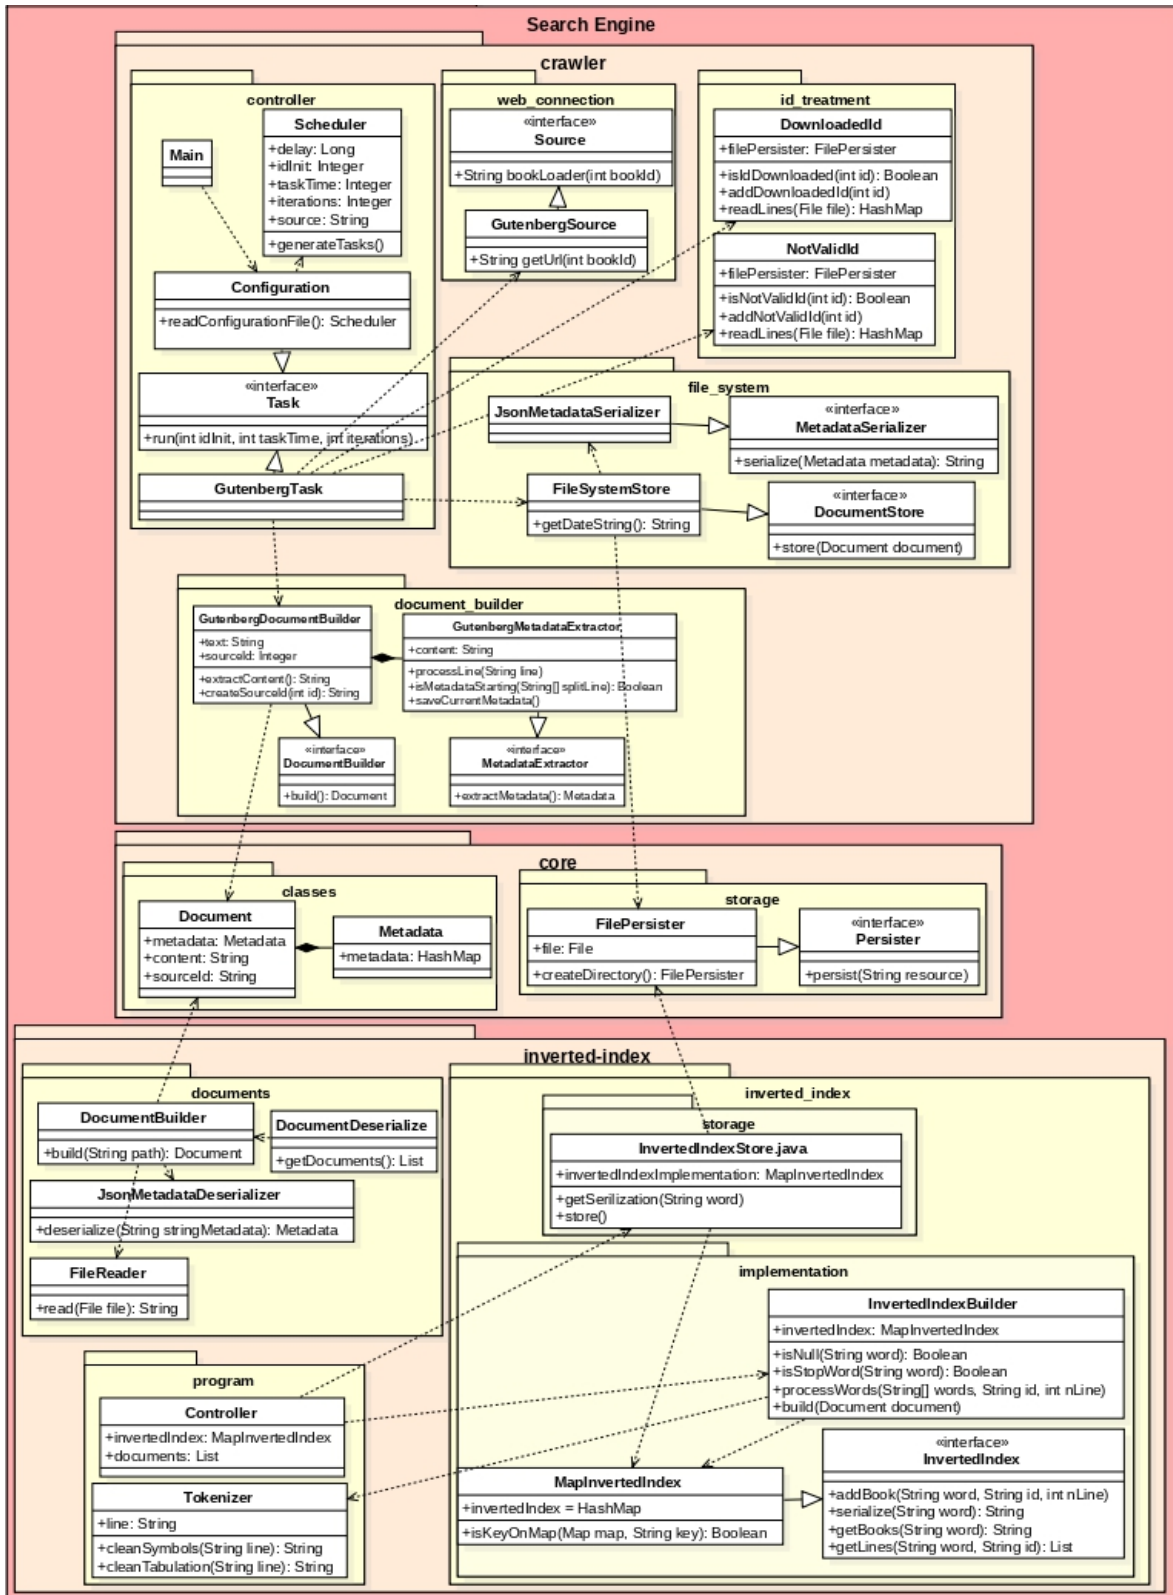 Search Engine
crawler
controller
Main
Scheduler
+delay: Long
+idInit: Integer
+taskTime: Integer
+iterations: Integer
+source: String
+generateTasks()
Configuration
+readConfigurationFile(): Scheduler
«interface»
Task
+run(int idInit, int taskTime, int iterations)
GutenbergTask
web_connection
«interface»
Source
+String bookLoader(int bookId)
GutenbergSource
+String getUrl(int bookId)
id_treatment
DownloadedId
+filePersister: FilePersister
+isIdDownloaded(int id): Boolean
+addDownloadedId(int id)
+readLines(File file): HashMap
NotValidId
+filePersister: FilePersister
+isNotValidId(int id): Boolean
+addNotValidId(int id)
+readLines(File file): HashMap
file_system
JsonMetadataSerializer
«interface»
MetadataSerializer
+serialize(Metadata metadata): String
FileSystemStore
+getDateString(): String
«interface»
DocumentStore
+store(Document document)
document_builder
GutenbergDocumentBuilder
+text: String
+sourceId: Integer
+extractContent(): String
+createSourceId(int id): String
GutenbergMetadataExtractor
+content: String
+processLine(String line)
+isMetadataStarting(String[] splitLine): Boolean
+saveCurrentMetadata()
«interface»
DocumentBuilder
+build(): Document
«interface»
MetadataExtractor
+extractMetadata(): Metadata
core
classes
Document
+metadata: Metadata
+content: String
+sourceId: String
Metadata
+metadata: HashMap
storage
FilePersister
+file: File
+createDirectory(): FilePersister
«interface»
Persister
+persist(String resource)
inverted-index
documents
DocumentBuilder
+build(String path): Document
DocumentDeserialize
+getDocuments(): List
JsonMetadataDeserializer
+deserialize(String stringMetadata): Metadata
FileReader
+read(File file): String
program
Controller
+invertedIndex: MapInvertedIndex
+documents: List
Tokenizer
+line: String
+cleanSymbols(String line): String
+cleanTabulation(String line): String
inverted_index
storage
InvertedIndexStore.java
+invertedIndexImplementation: MapInvertedIndex
+getSerilization(String word)
+store()
implementation
InvertedIndexBuilder
+invertedIndex: MapInvertedIndex
+isNull(String word): Boolean
+isStopWord(String word): Boolean
+processWords(String[] words, String id, int nLine)
+build(Document document)
MapInvertedIndex
+invertedIndex = HashMap
+isKeyOnMap(Map map, String key): Boolean
«interface»
InvertedIndex
+addBook(String word, String id, int nLine)
+serialize(String word): String
+getBooks(String word): String
+getLines(String word, String id): List